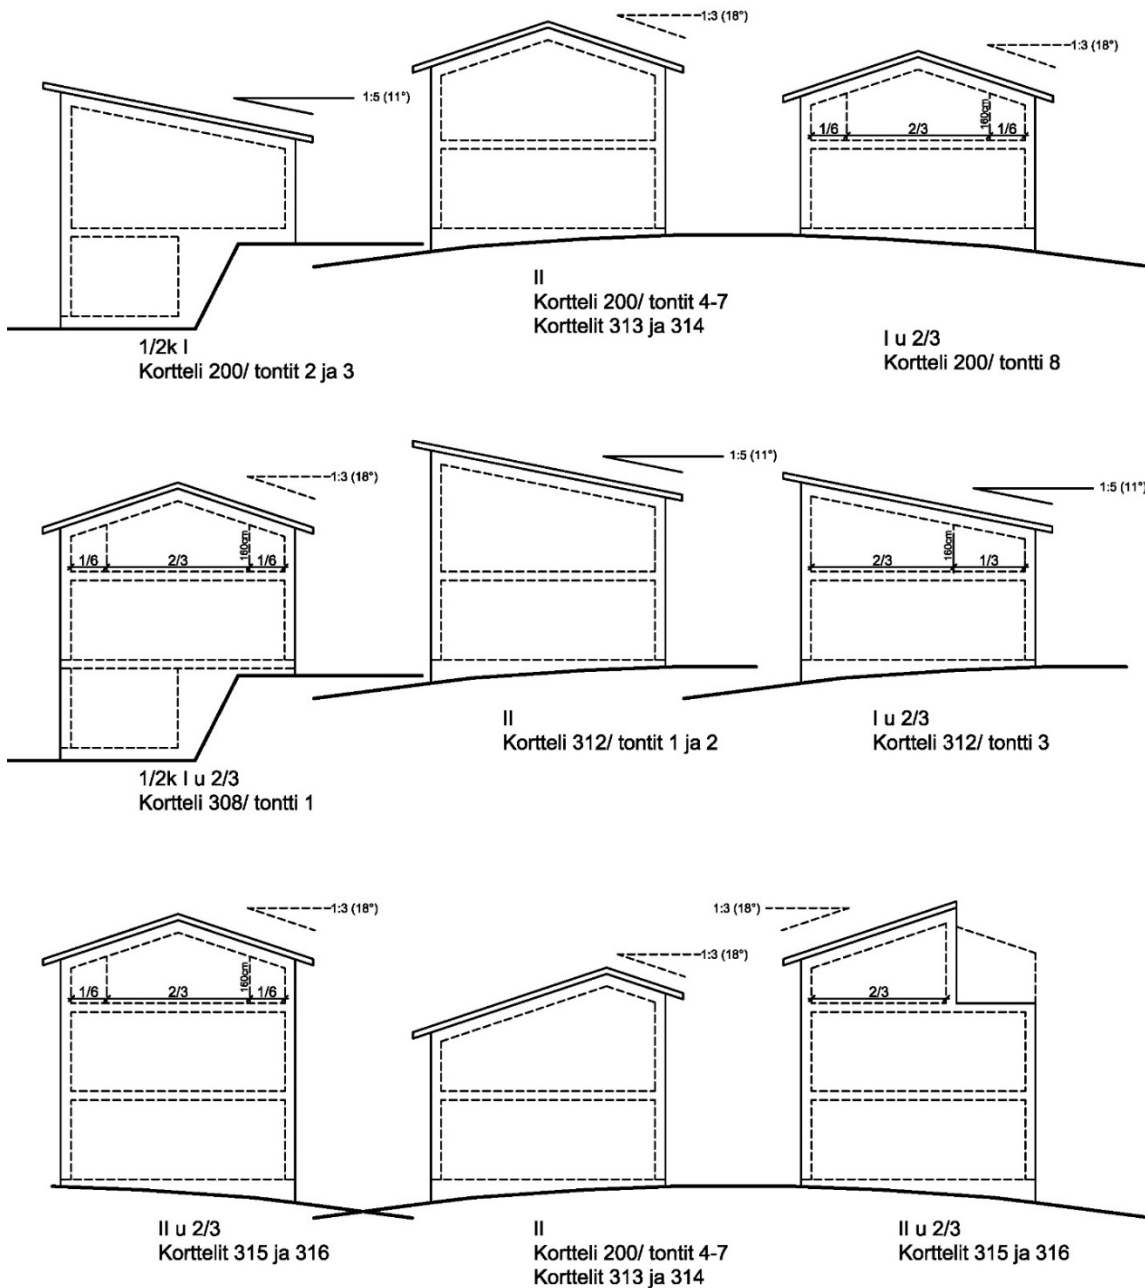 1:5 (11°)
1/2k I
Kortteli 200/ tontit 2 ja 3
1:3 (18°)
II
Kortteli 200/ tontit 4-7
Korttelit 313 ja 314
1:3 (18°)
1/6
2/3
160cm
1/6
I u 2/3
Kortteli 200/ tontti 8
1:3 (18°)
1/6
2/3
160cm
1/6
1/2k I u 2/3
Kortteli 308/ tontti 1
1:5 (11°)
II
Kortteli 312/ tontit 1 ja 2
1:5 (11°)
2/3
160cm
1/3
I u 2/3
Kortteli 312/ tontti 3
1:3 (18°)
1/6
2/3
160cm
1/6
II u 2/3
Korttelit 315 ja 316
1:3 (18°)
II
Kortteli 200/ tontit 4-7
Korttelit 313 ja 314
1:3 (18°)
2/3
II u 2/3
Korttelit 315 ja 316